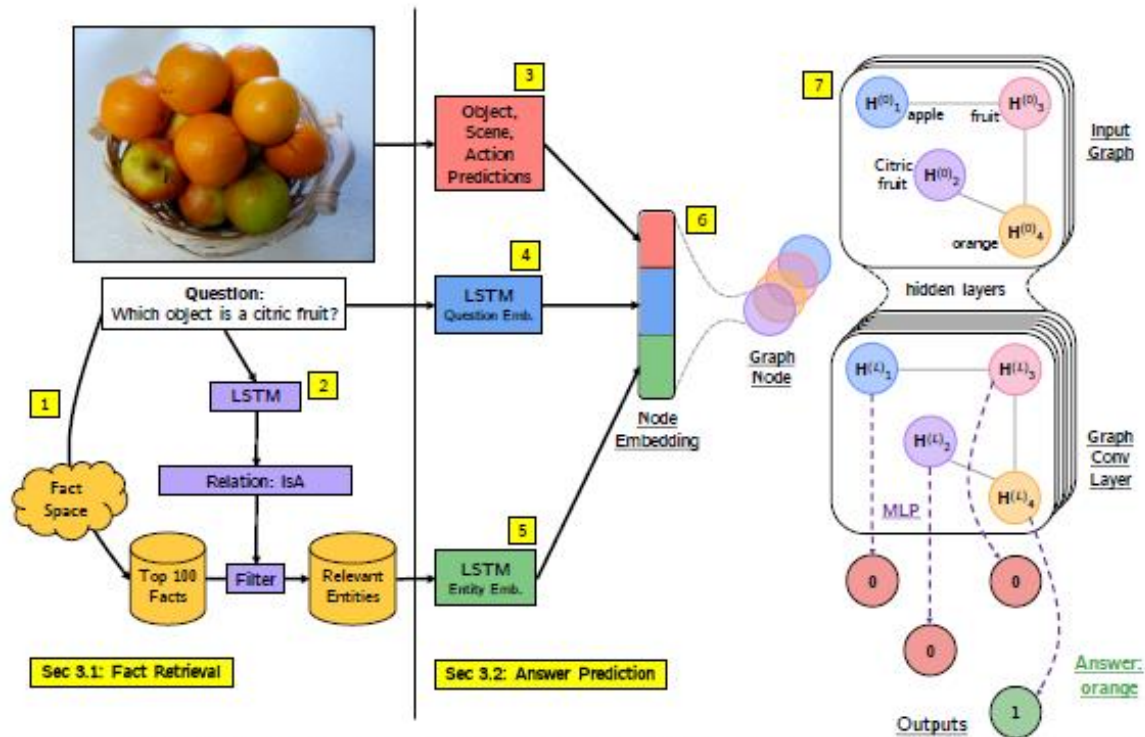 3
Object,
Scene,
Action
Predictions
Question:
Which object is a citric fruit?
4
LSTM
Question Emb.
1
2
LSTM
Relation: IsA
Fact
Space
Top 100
Facts
Filter
Relevant
Entities
5
LSTM
Entity Emb.
Sec 3.1: Fact Retrieval
Sec 3.2: Answer Prediction
6
Node
Embedding
Graph
Node
7
H(0)1
apple
fruit
H(0)3
Citric
fruit
H(0)2
orange
H(0)4
Input
Graph
hidden layers
H(L)1
H(L)3
H(L)2
H(L)4
MLP
Graph
Conv
Layer
0
0
0
1
Answer:
orange
Outputs